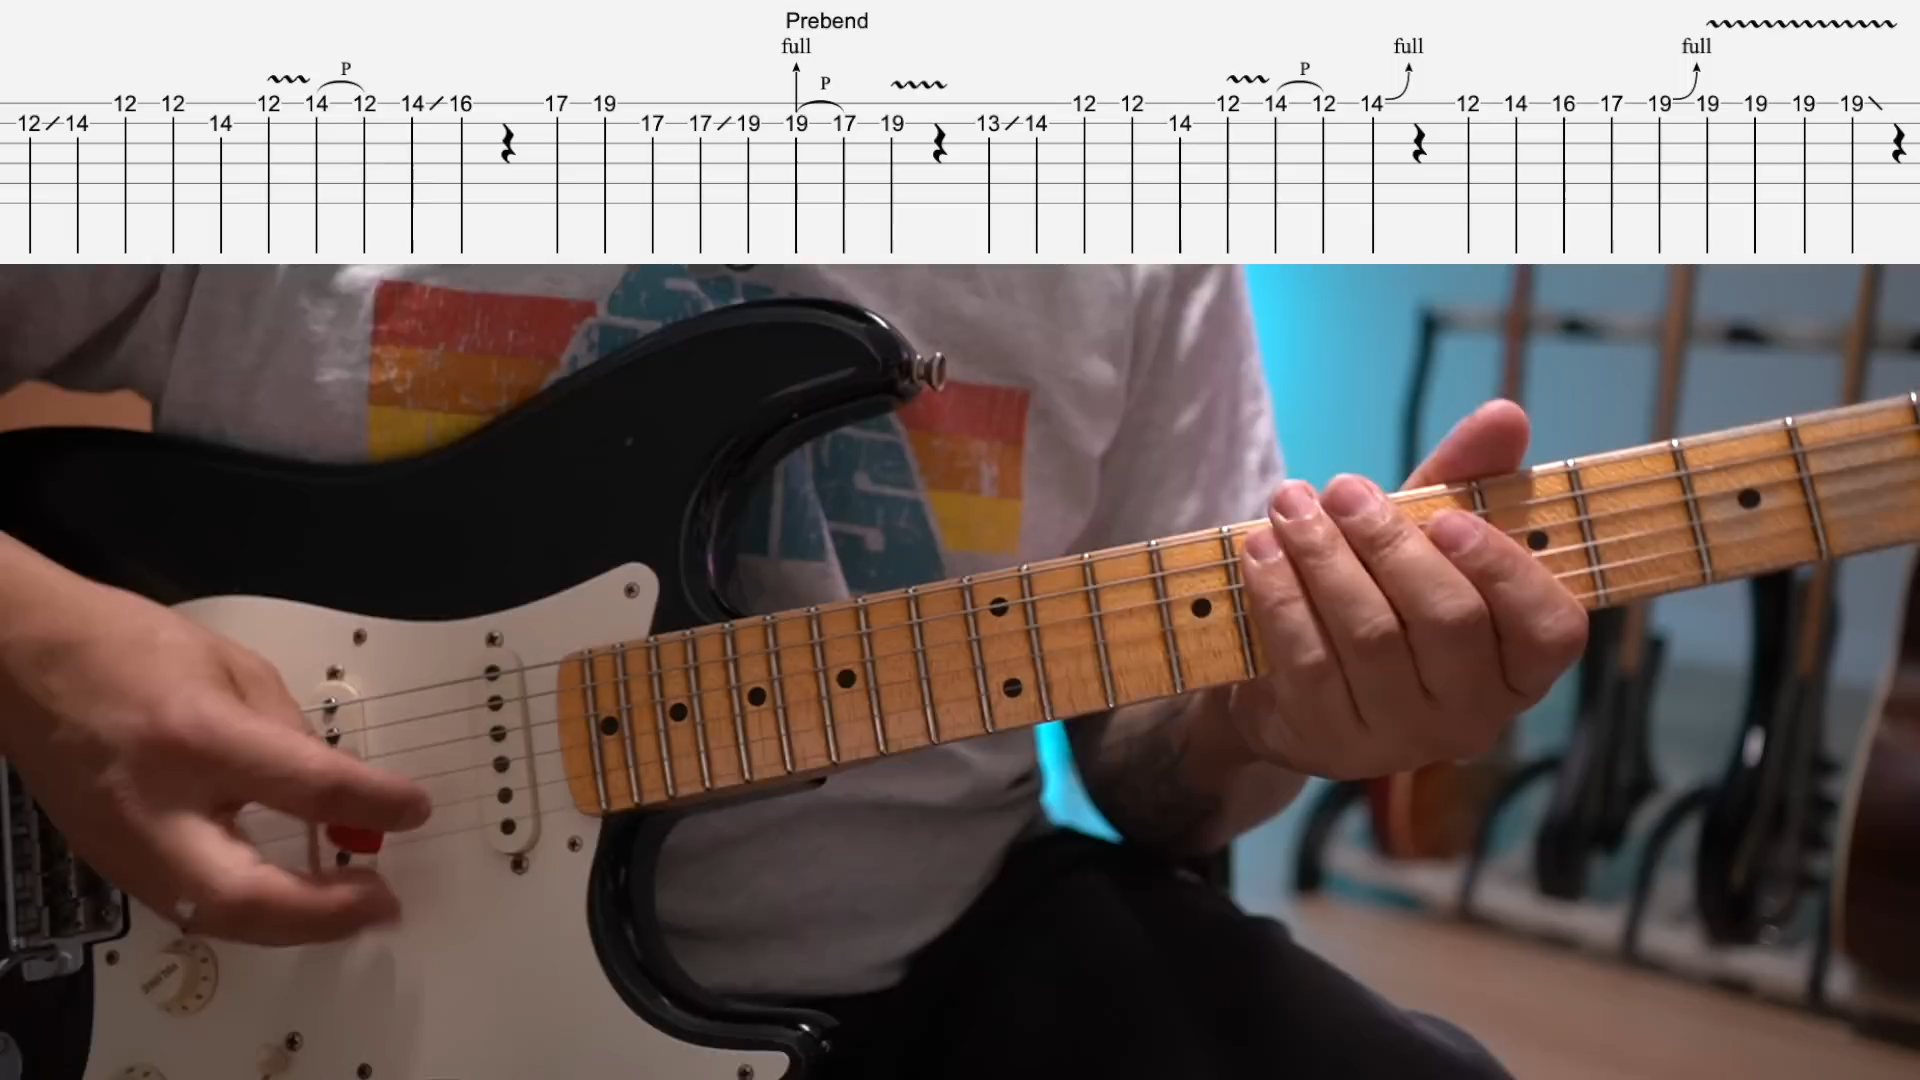 Prebend
full full full
P P P
12 12 12 14 12 14 16 17 19 12 12 12 14 12 14 12 14 16 17 19 19 19 19 19
12 14 14 17 17 19 19 17 19 13 14 14